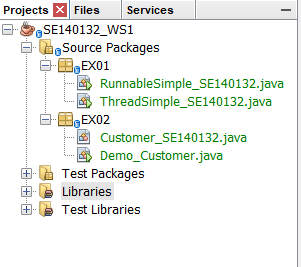 Projects Files Services
SE140132_WS1
Source Packages
EX01
RunnableSimple_SE140132.java
ThreadSimple_SE140132.java
EX02
Customer_SE140132.java
Demo_Customer.java
Test Packages
Libraries
Test Libraries